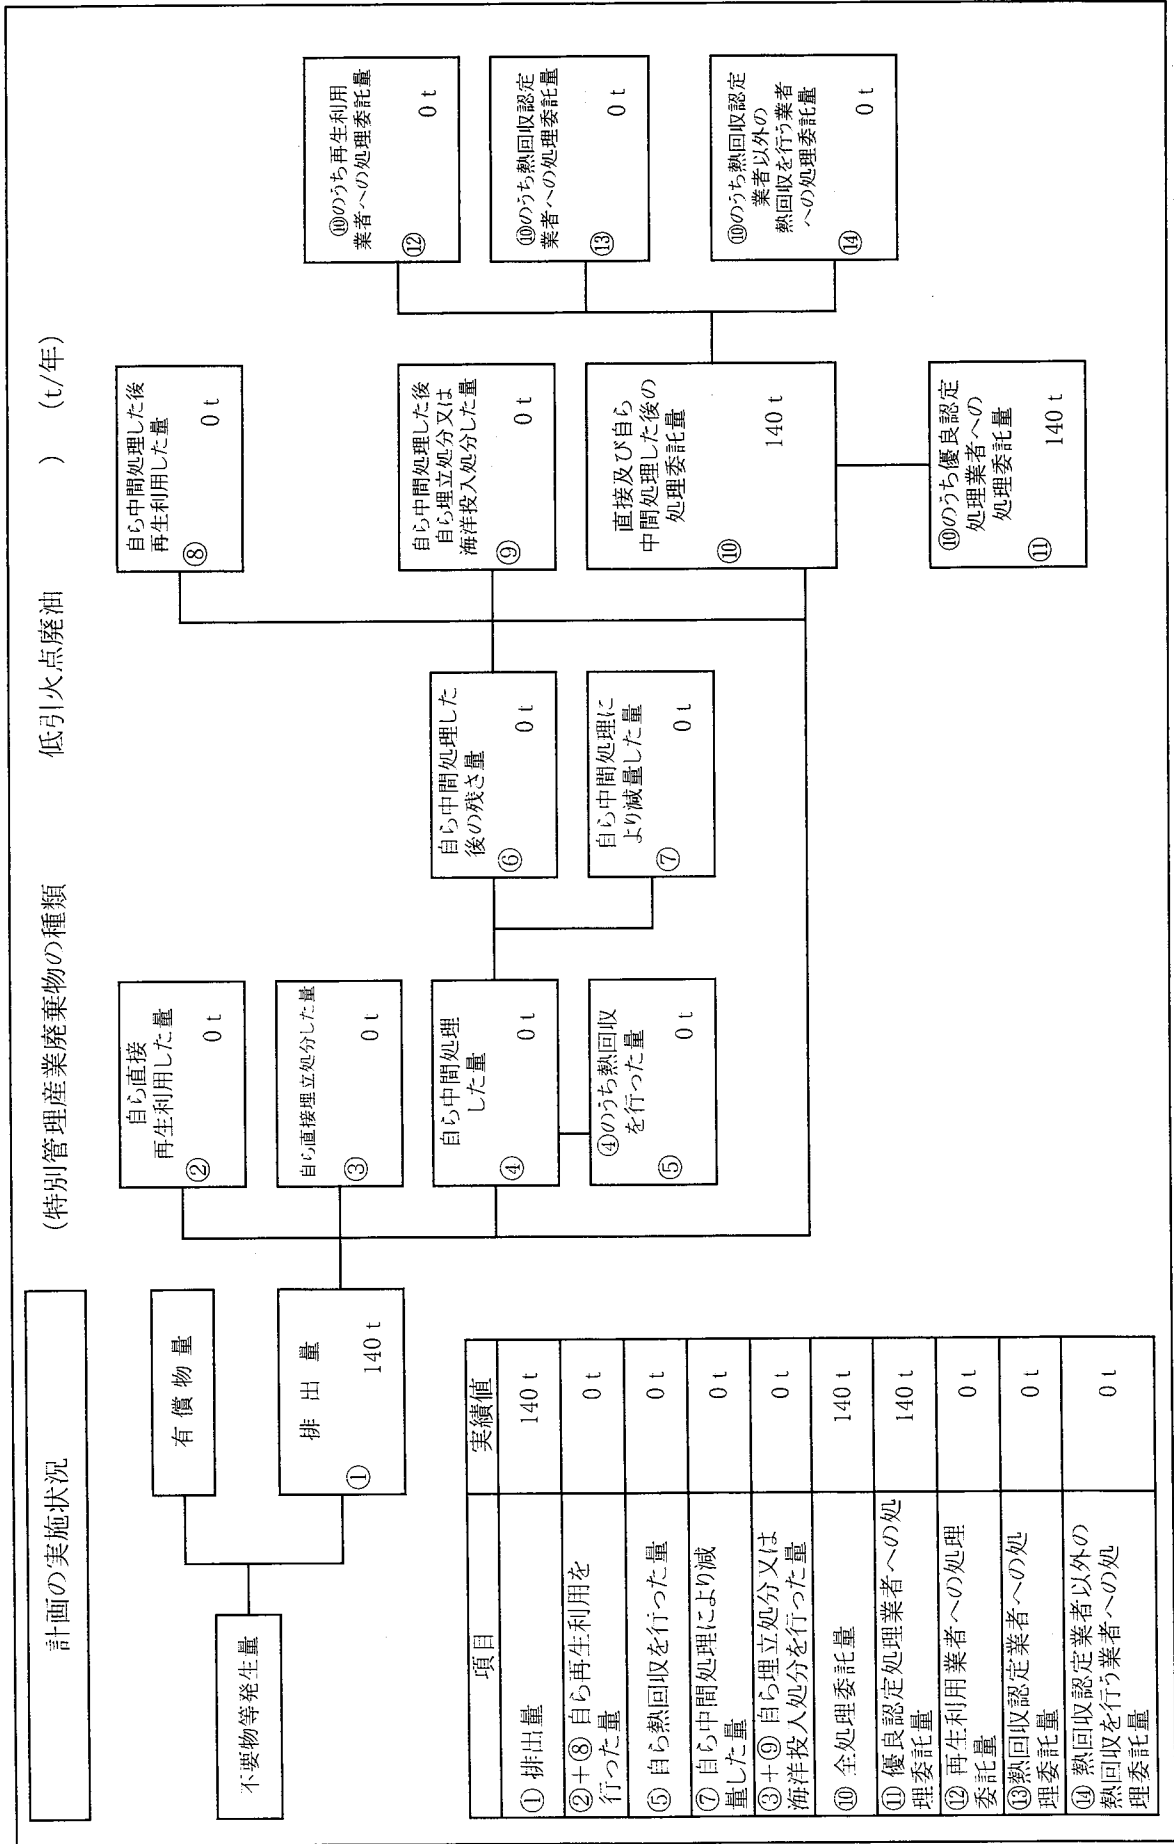 計画の実施状況
(特別管理産業廃棄物の種類 低引火点廃油 ) (t/年)
不要物等発生量
有償物量
排出量
① 140 t
自ら直接
再生利用した量
② 0 t
自ら直接埋立処分した量
③ 0 t
自ら中間処理
した量
④ 0 t
④のうち熱回収
を行った量
⑤ 0 t
自ら中間処理した
後の残さ量
⑥ 0 t
自ら中間処理に
より減量した量
⑦ 0 t
自ら中間処理した後
再生利用した量
⑧ 0 t
自ら中間処理した後
自ら埋立処分又は
海洋投入処分した量
⑨ 0 t
直接及び自ら
中間処理した後の
処理委託量
⑩ 140 t
⑩のうち優良認定
処理業者への
処理委託量
⑪ 140 t
⑩のうち再生利用
業者への処理委託量
⑫ 0 t
⑩のうち熱回収認定
業者への処理委託量
⑬ 0 t
⑩のうち熱回収認定
業者以外の
熱回収を行う業者
への処理委託量
⑭ 0 t
項目 実績値
① 排出量 140 t
②+⑧ 自ら再生利用を
行った量 0 t
⑤ 自ら熱回収を行った量 0 t
⑦ 自ら中間処理により減
量した量 0 t
③+⑨ 自ら埋立処分又は
海洋投入処分を行った量 0 t
⑩ 全処理委託量 140 t
⑪ 優良認定処理業者への処
理委託量 140 t
⑫ 再生利用業者への処理
委託量 0 t
⑬熱回収認定業者への処
理委託量 0 t
⑭ 熱回収認定業者以外の
熱回収を行う業者への処
理委託量 0 t